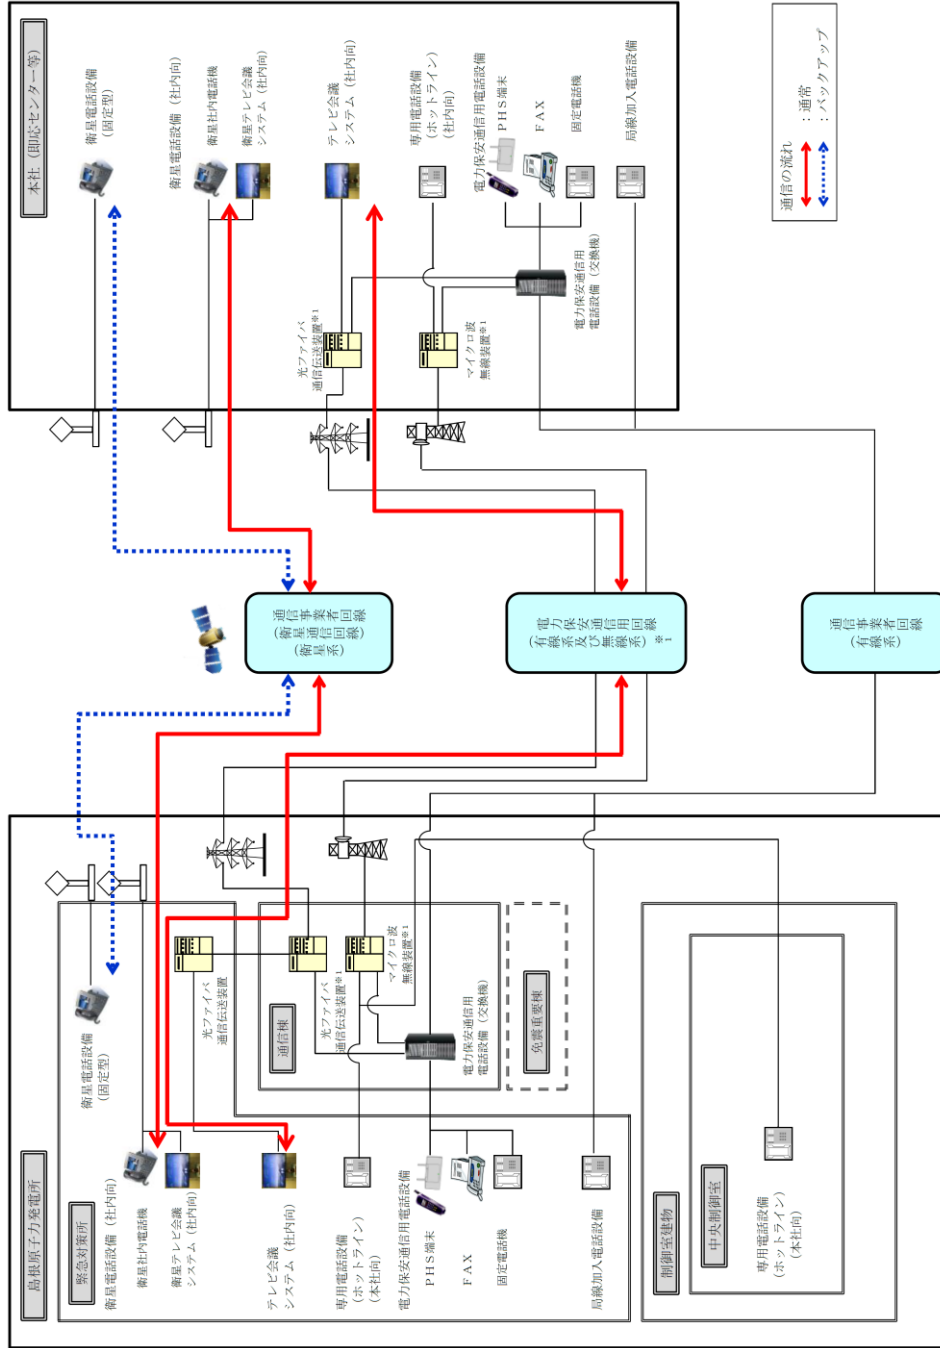 島根原子力発電所
緊急対策所
衛星電話設備
(固定型)
衛星電話設備(社内向)
衛星社内電話機
衛星テレビ会議
システム(社内向)
テレビ会議
システム(社内向)
専用電話設備
(ホットライン)
(本社向)
電力保安通信用電話設備
PHS端末
FAX
固定電話機
局線加入電話設備
光ファイバ
通信伝送装置
通信棟
光ファイバ
通信伝送装置※1
マイクロ波
無線装置※1
電力保安通信用
電話設備(交換機)
免震重要棟
制御室建物
中央制御室
専用電話設備
(ホットライン)
(本社向)
通信事業者回線
(衛星通信回線)
(衛星系)
電力保安通信用回線
(有線系及び無線系)
※1
通信事業者回線
(有線系)
本社(即応センター等)
衛星電話設備
(固定型)
衛星電話設備(社内向)
衛星社内電話機
衛星テレビ会議
システム(社内向)
テレビ会議
システム(社内向)
専用電話設備
(ホットライン)
(社内向)
電力保安通信用電話設備
PHS端末
FAX
固定電話機
局線加入電話設備
光ファイバ
通信伝送装置※1
マイクロ波
無線装置※1
電力保安通信用
電話設備(交換機)
通信の流れ
:通常
:バックアップ